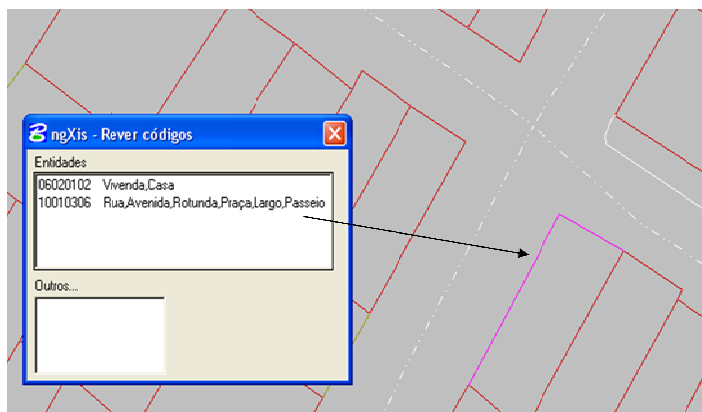 ngXis - Rever códigos
Entidades
06020102 Vivenda,Casa
10010306 Rua,Avenida,Rotunda,Praça,Largo,Passeio
Outros...